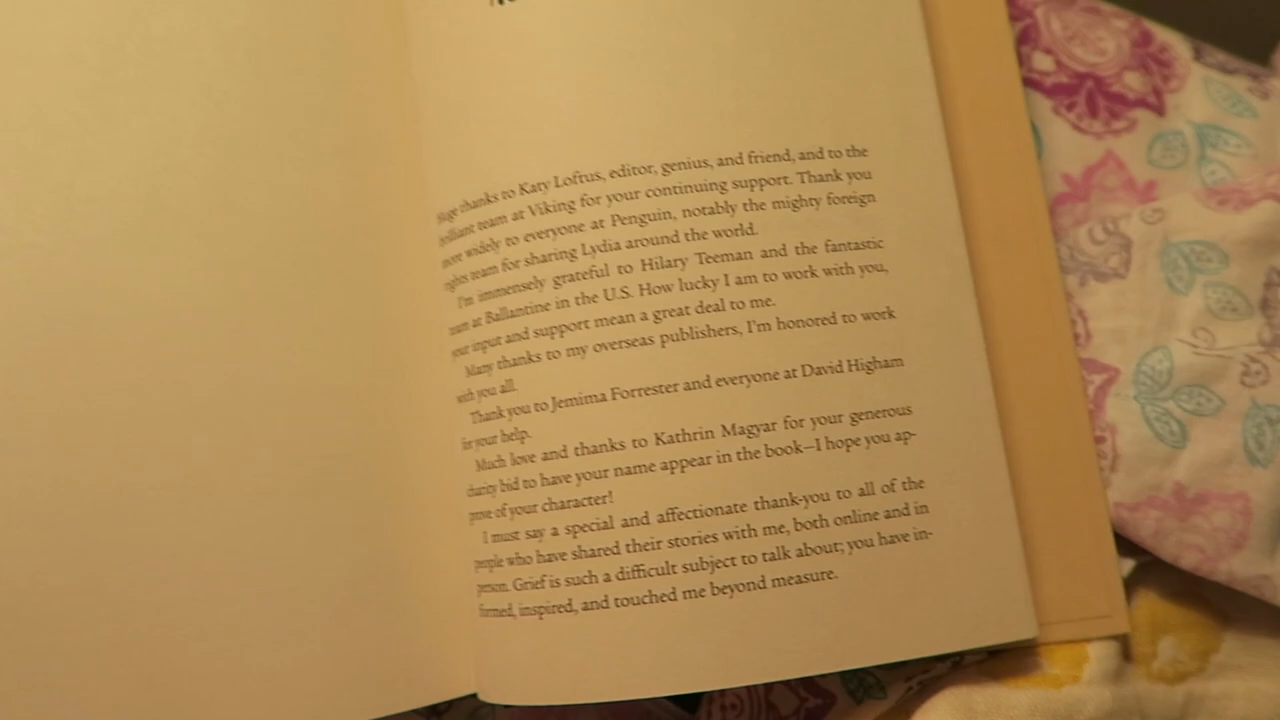 Huge thanks to Katy Loftus, editor, genius, and friend, and to the
brilliant team at Viking for your continuing support. Thank you
more widely to everyone at Penguin, notably the mighty foreign
rights team for sharing Lydia around the world.
I'm immensely grateful to Hilary Teeman and the fantastic
team at Ballantine in the U.S. How lucky I am to work with you,
your input and support mean a great deal to me.
Many thanks to my overseas publishers, I'm honored to work
with you all.
Thank you to Jemima Forrester and everyone at David Higham
for your help.
Much love and thanks to Kathrin Magyar for your generous
charity bid to have your name appear in the book—I hope you ap-
prove of your character!
I must say a special and affectionate thank-you to all of the
people who have shared their stories with me, both online and in
person. Grief is such a difficult subject to talk about; you have in-
formed, inspired, and touched me beyond measure.